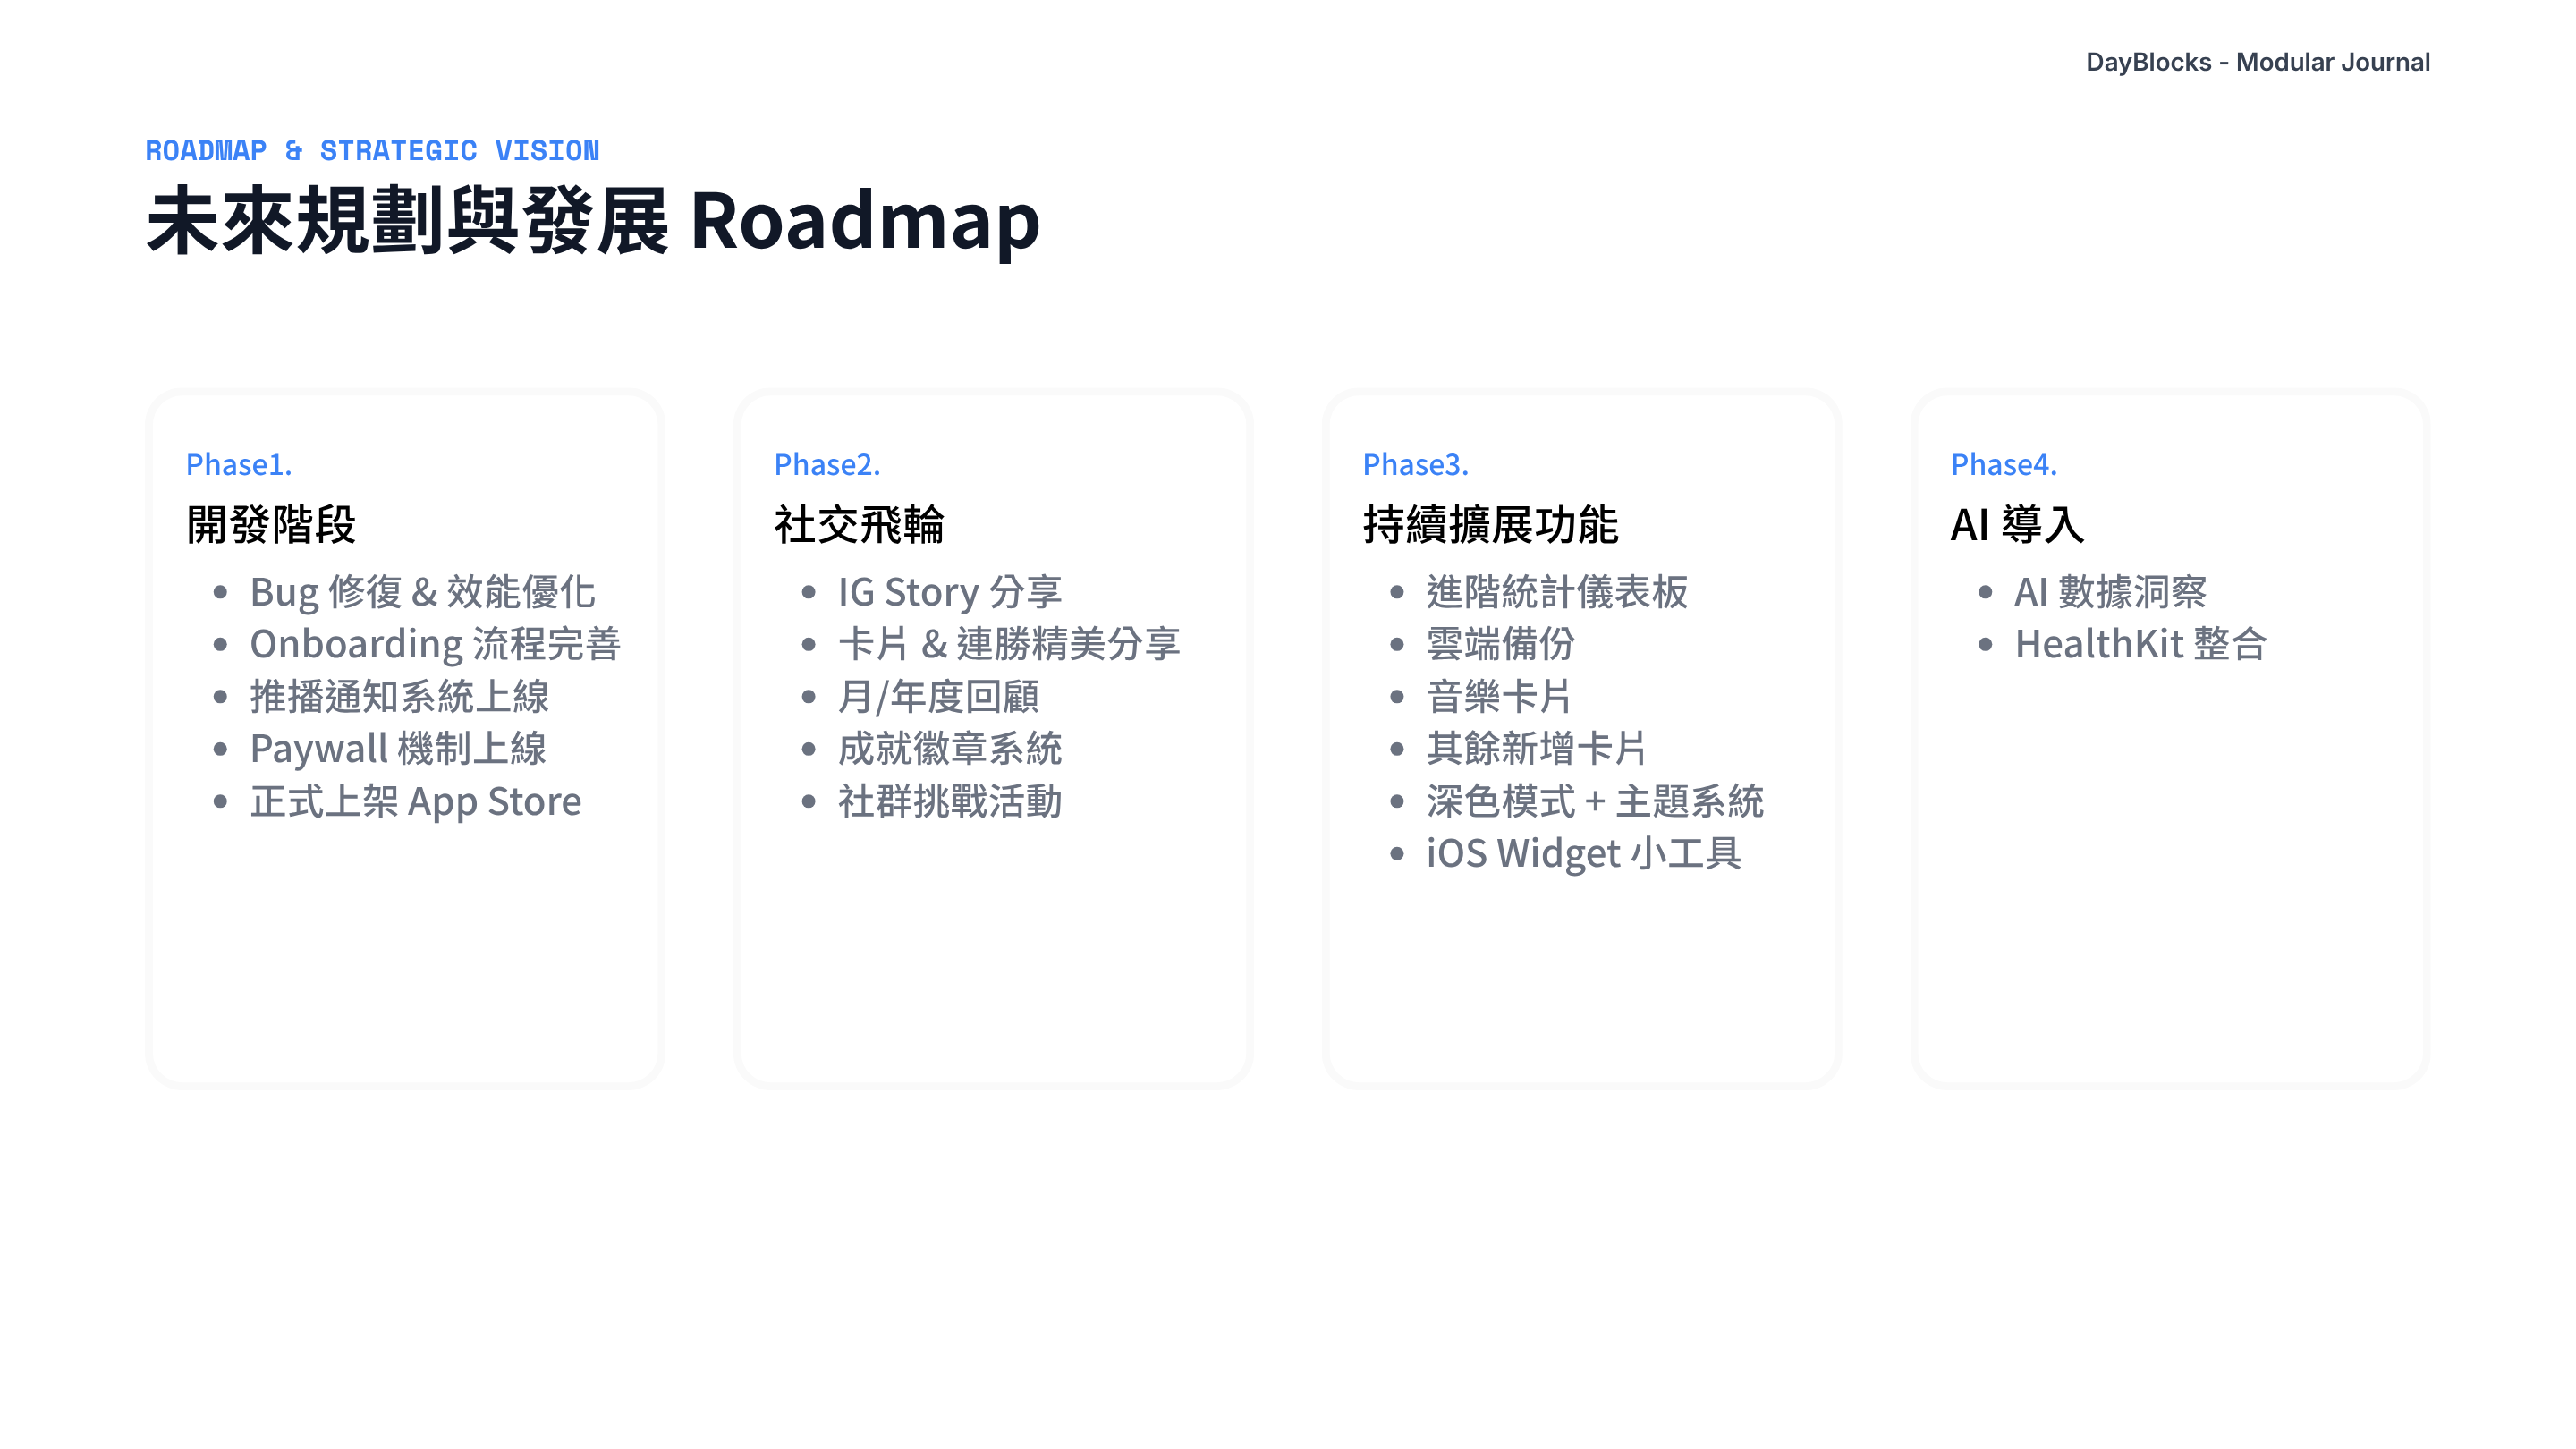 DayBlocks - Modular Journal
ROADMAP & STRATEGIC VISION
未來規劃與發展 Roadmap
Phase1.
開發階段
• Bug 修復 & 效能優化
• Onboarding 流程完善
• 推播通知系統上線
• Paywall 機制上線
• 正式上架 App Store
Phase2.
社交飛輪
• IG Story 分享
• 卡片 & 連勝精美分享
• 月/年度回顧
• 成就徽章系統
• 社群挑戰活動
Phase3.
持續擴展功能
• 進階統計儀表板
• 雲端備份
• 音樂卡片
• 其餘新增卡片
• 深色模式 + 主題系統
• iOS Widget 小工具
Phase4.
AI 導入
• AI 數據洞察
• HealthKit 整合